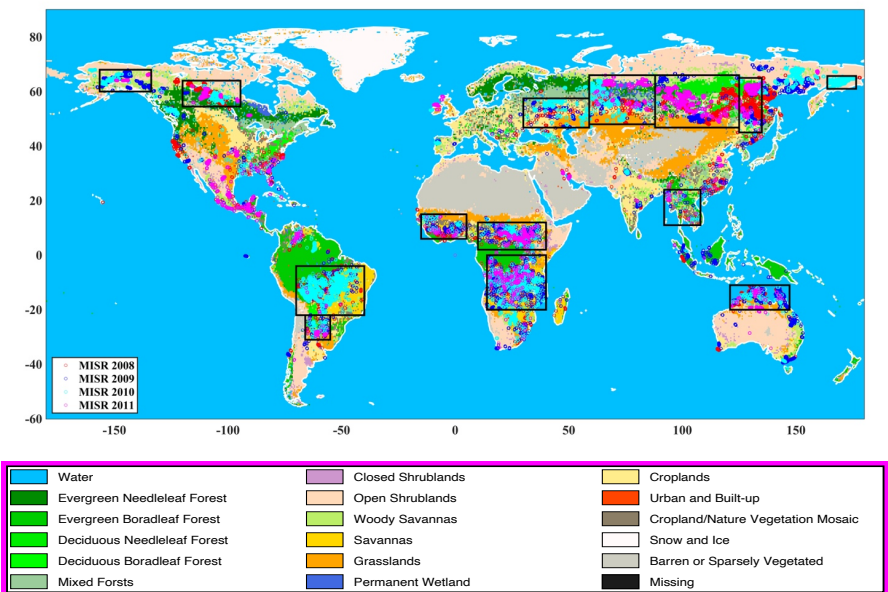 80
60
40
20
0
-20
-40
-60
MISR 2008
MISR 2009
MISR 2010
MISR 2011
-150 -100 -50 0 50 100 150
Water Closed Shrublands Croplands
Evergreen Needleleaf Forest Open Shrublands Urban and Built-up
Evergreen Boradleaf Forest Woody Savannas Cropland/Nature Vegetation Mosaic
Deciduous Needleleaf Forest Savannas Snow and Ice
Deciduous Boradleaf Forest Grasslands Barren or Sparsely Vegetated
Mixed Forsts Permanent Wetland Missing